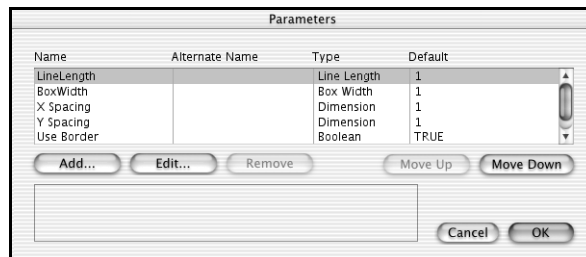 Parameters
Name Alternate Name Type Default
LineLength Line Length 1
BoxWidth Box Width 1
X Spacing Dimension 1
Y Spacing Dimension 1
Use Border Boolean TRUE
Add... Edit... Remove Move Up Move Down
Cancel OK